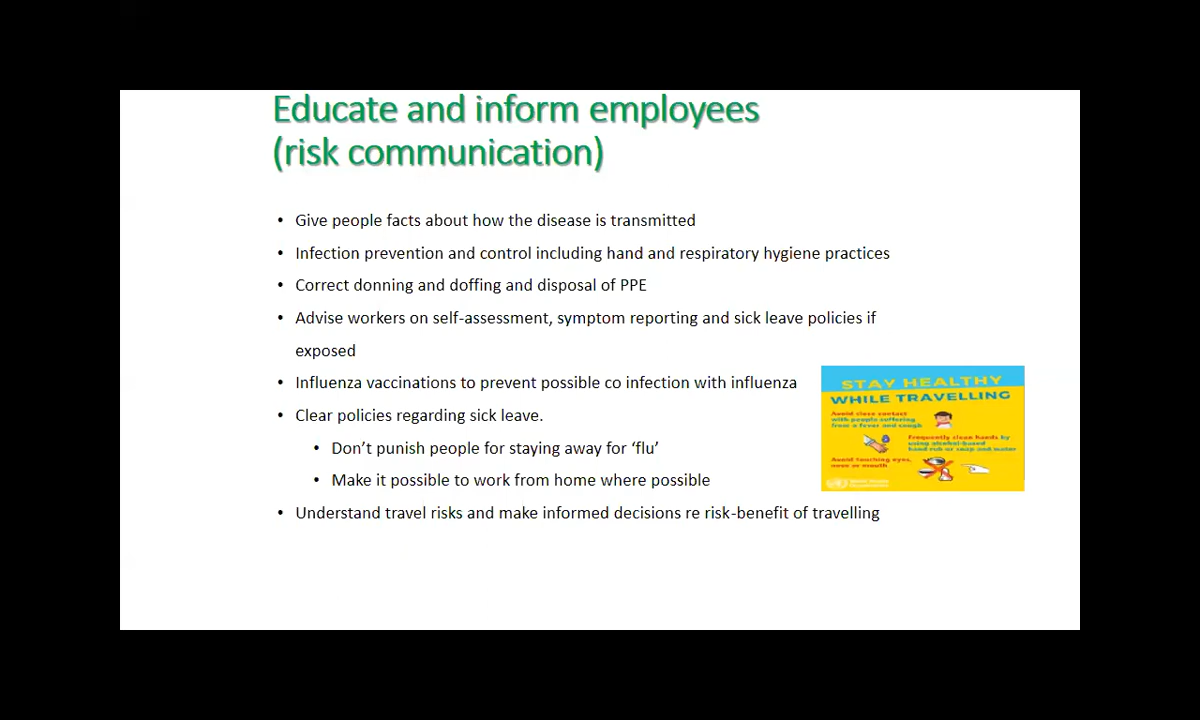 Educate and inform employees
(risk communication)
• Give people facts about how the disease is transmitted
• Infection prevention and control including hand and respiratory hygiene practices
• Correct donning and doffing and disposal of PPE
• Advise workers on self-assessment, symptom reporting and sick leave policies if
exposed
• Influenza vaccinations to prevent possible co infection with influenza
• Clear policies regarding sick leave.
• Don’t punish people for staying away for ‘flu’
• Make it possible to work from home where possible
• Understand travel risks and make informed decisions re risk-benefit of travelling
STAY HEALTHY
WHILE TRAVELLING
Avoid close contact
with people suffering
from a fever and cough
Frequently clean hands by
using alcohol-based
hand rub or soap and water
Avoid touching eyes,
nose or mouth